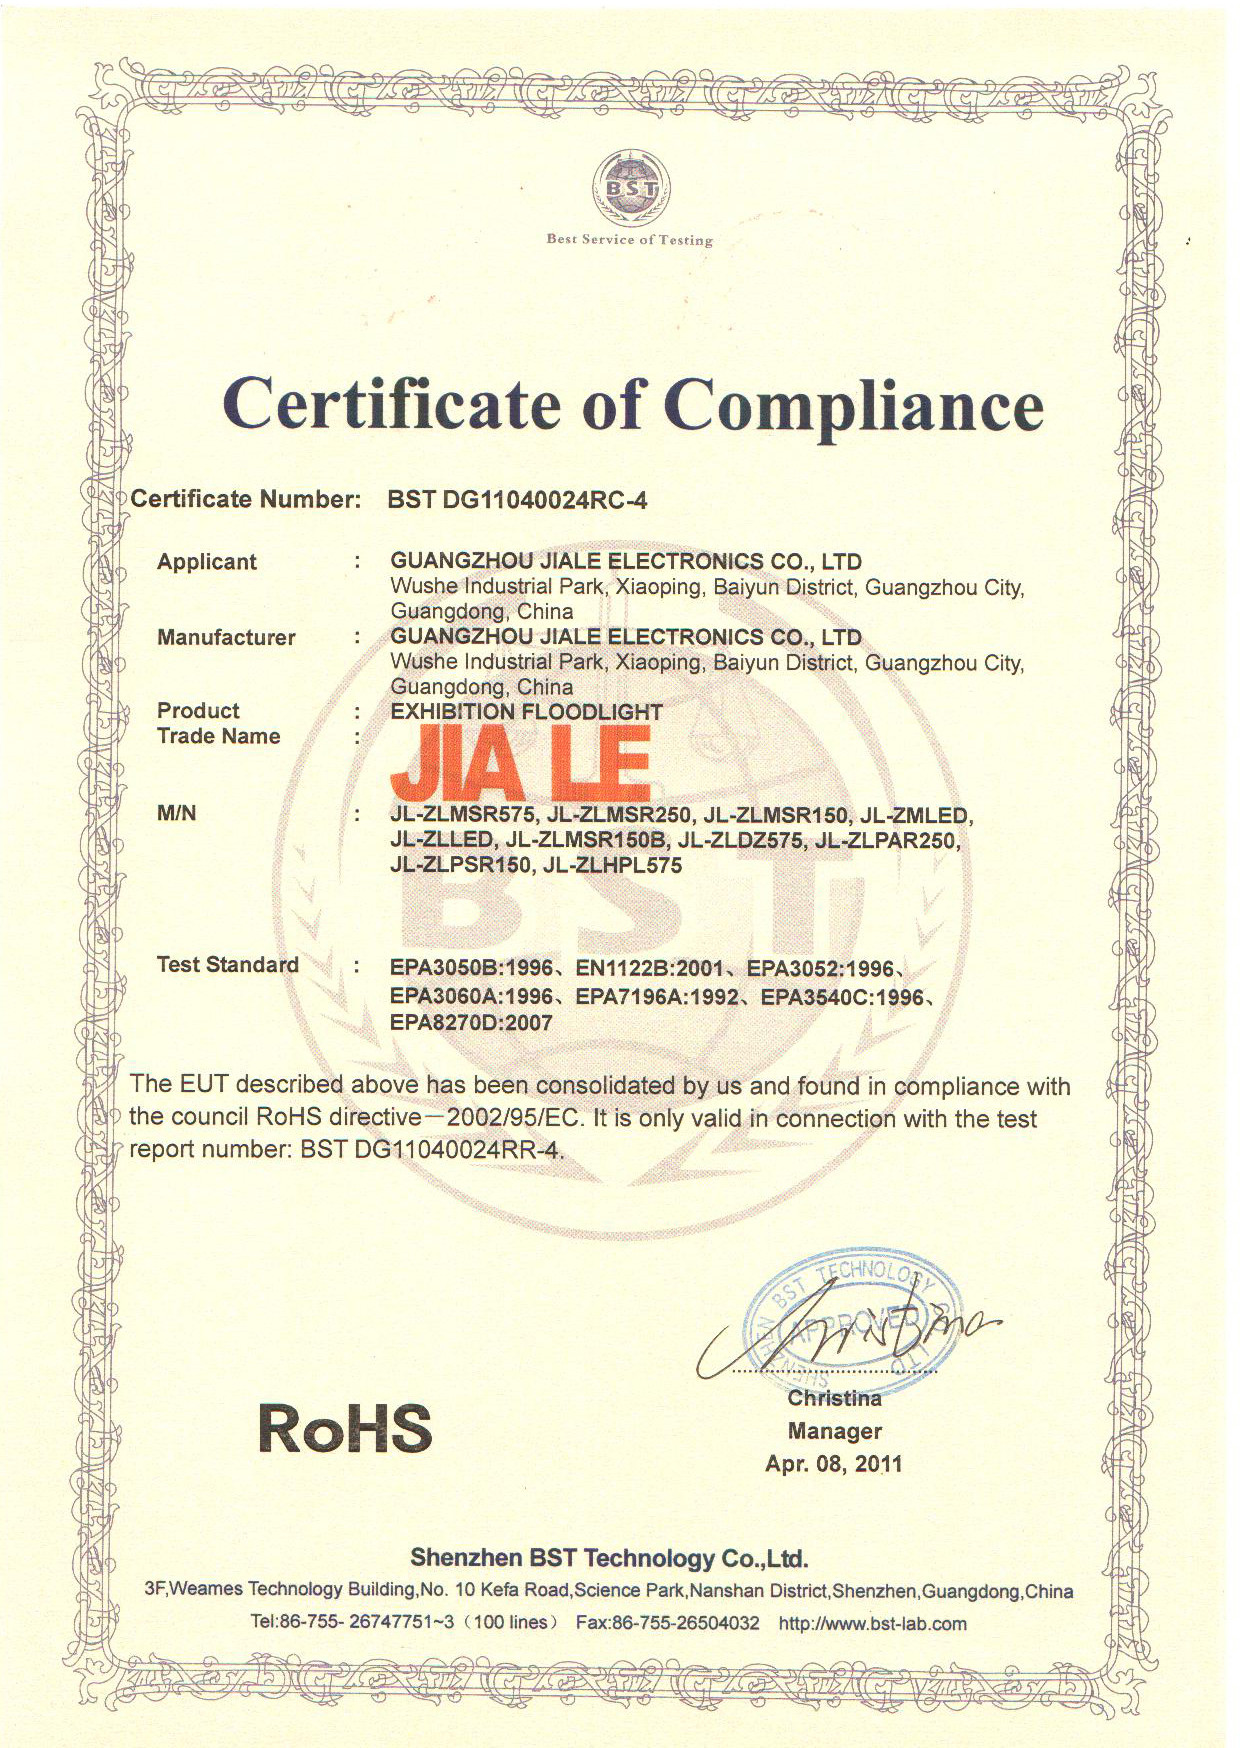 BST
Best Service of Testing
Certificate of Compliance
Certificate Number: BST DG11040024RC-4
Applicant : GUANGZHOU JIALE ELECTRONICS CO., LTD
Wushe Industrial Park, Xiaoping, Baiyun District, Guangzhou City,
Guangdong, China
Manufacturer : GUANGZHOU JIALE ELECTRONICS CO., LTD
Wushe Industrial Park, Xiaoping, Baiyun District, Guangzhou City,
Guangdong, China
Product : EXHIBITION FLOODLIGHT
Trade Name : JIA LE
M/N : JL-ZLMSR575, JL-ZLMSR250, JL-ZLMSR150, JL-ZMLED,
JL-ZLLED, JL-ZLMSR150B, JL-ZLDZ575, JL-ZLPAR250,
JL-ZLPSR150, JL-ZLHPL575
BST
Test Standard : EPA3050B:1996、EN1122B:2001、EPA3052:1996、
EPA3060A:1996、EPA7196A:1992、EPA3540C:1996、
EPA8270D:2007
The EUT described above has been consolidated by us and found in compliance with
the council RoHS directive—2002/95/EC. It is only valid in connection with the test
report number: BST DG11040024RR-4.
SHENZHEN BST TECHNOLOGY CO LTD
APPROVED
Christina
Christina
Manager
Apr. 08, 2011
RoHS
Shenzhen BST Technology Co.,Ltd.
3F,Weames Technology Building,No. 10 Kefa Road,Science Park,Nanshan District,Shenzhen,Guangdong,China
Tel:86-755- 26747751~3（100 lines） Fax:86-755-26504032 http://www.bst-lab.com